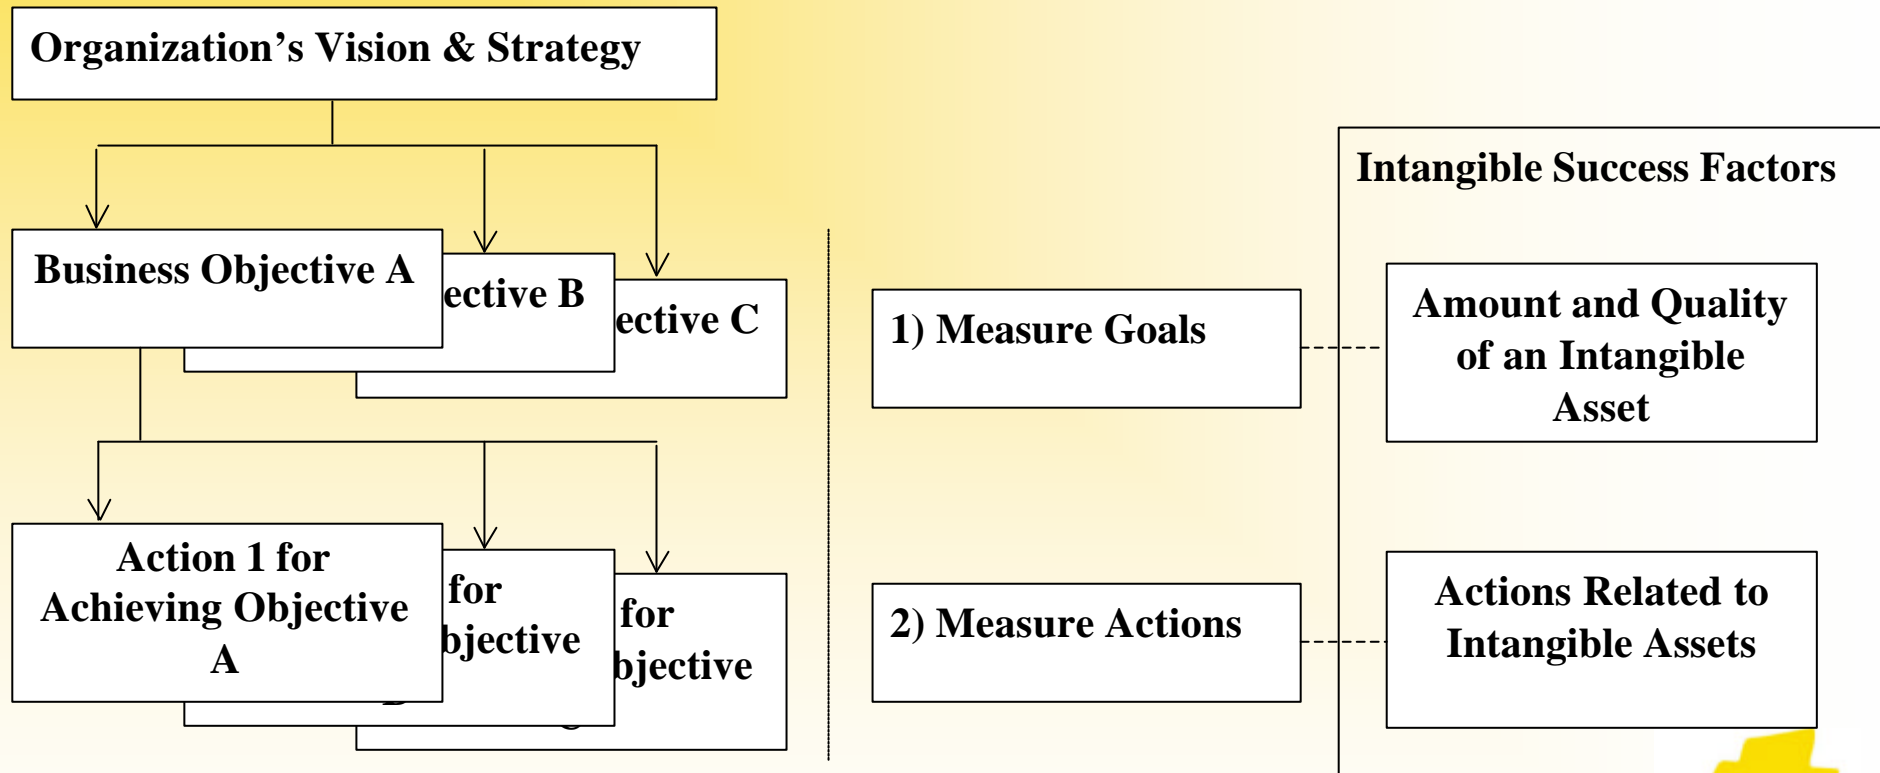 Organization’s Vision & Strategy
Intangible Success Factors
Business Objective A
ective B
ective C
1) Measure Goals
Amount and Quality
of an Intangible
Asset
Action 1 for
Achieving Objective
A
for
bjective
for
bjective
2) Measure Actions
Actions Related to
Intangible Assets